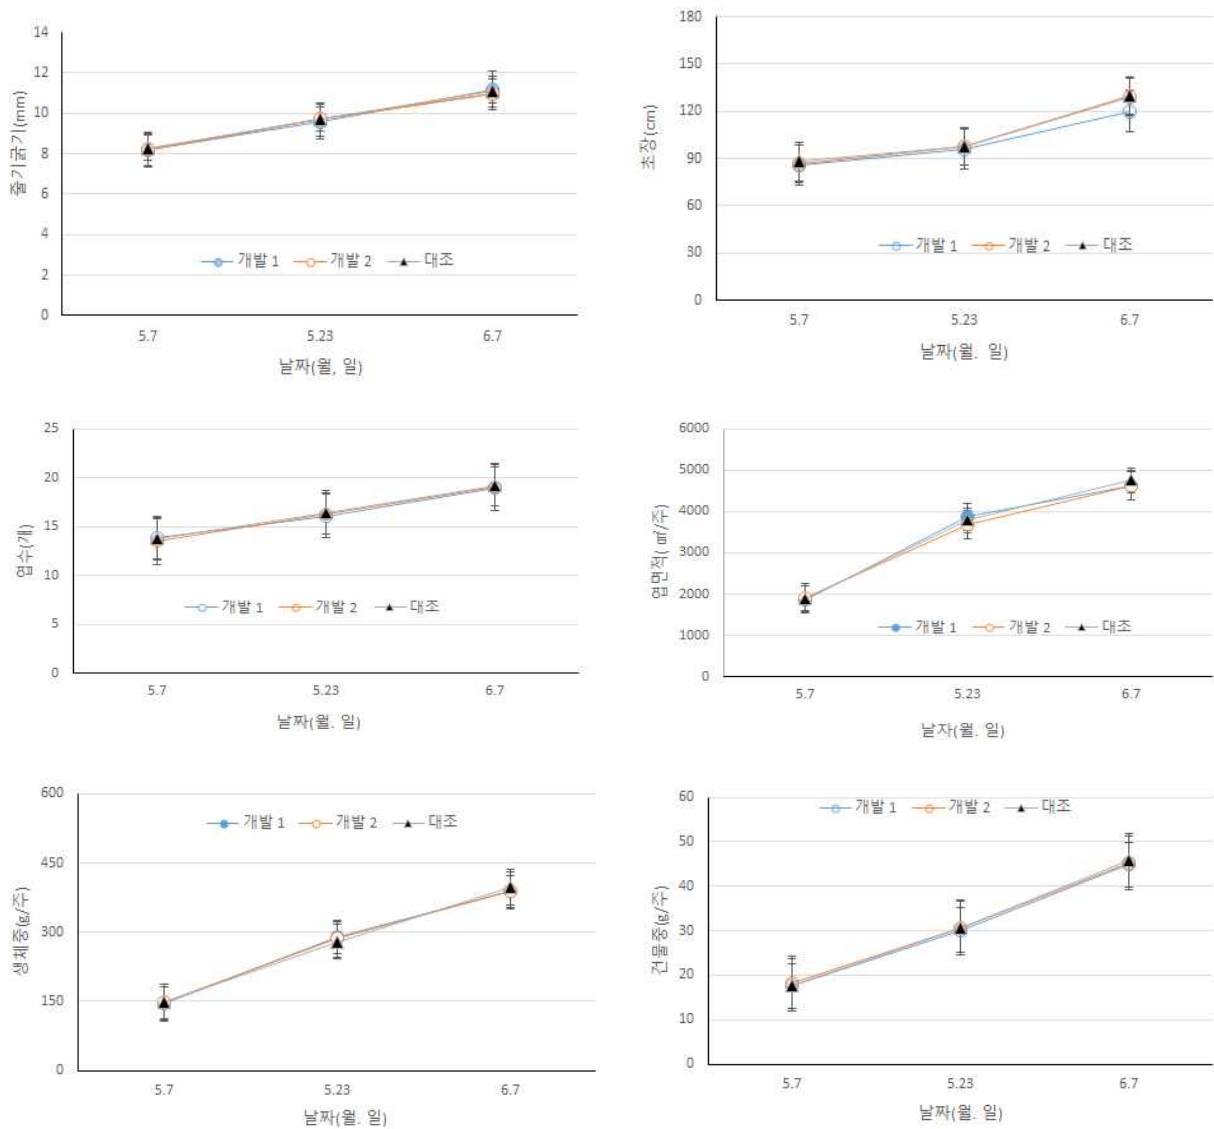 14
12
10
8
6
4
2
0
줄기굵기(mm)
개발 1 개발 2 대조
5.7 5.23 6.7
날짜(월, 일)
180
150
120
90
60
30
0
초장(cm)
개발 1 개발 2 대조
5.7 5.23 6.7
날짜(월. 일)
25
20
15
10
5
0
엽수(개)
개발 1 개발 2 대조
5.7 5.23 6.7
날짜(월. 일)
6000
5000
4000
3000
2000
1000
0
엽면적( ㎠/주)
개발 1 개발 2 대조
5.7 5.23 6.7
날자(월. 일)
600
450
300
150
0
생체중(g/주)
개발 1 개발 2 대조
5.7 5.23 6.7
날짜(월. 일)
60
50
40
30
20
10
0
건물중(g/주)
개발 1 개발 2 대조
5.7 5.23 6.7
날짜(월. 일)